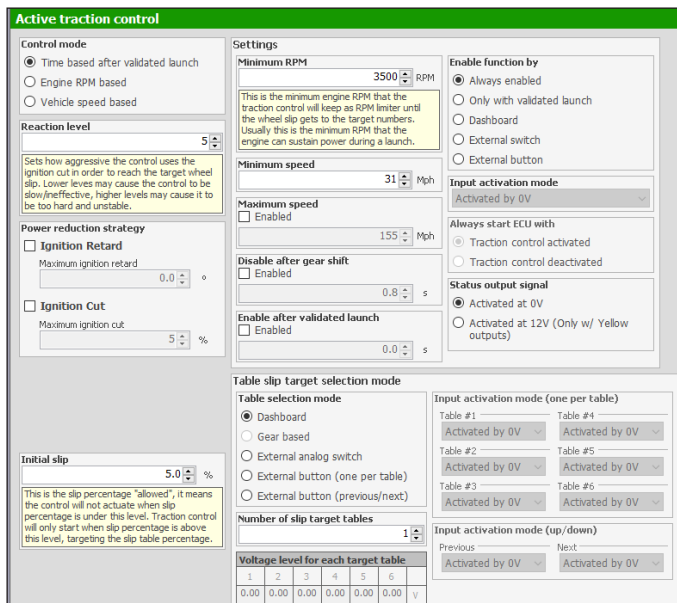 Active traction control
Control mode
Time based after validated launch
Engine RPM based
Vehicle speed based
Reaction level
5
Sets how aggressive the control uses the
ignition cut in order to reach the target wheel
slip. Lower leves may cause the control to be
slow/ineffective, higher levels may cause it to
be too hard and unstable.
Power reduction strategy
Ignition Retard
Maximum ignition retard
0.0 °
Ignition Cut
Maximum ignition cut
5 %
Initial slip
5.0 %
This is the slip percentage "allowed", it means
the control will not actuate when slip
percentage is under this level. Traction control
will only start when slip percentage is above
this level, targeting the slip table percentage.
Settings
Minimum RPM
3500 RPM
This is the minimum engine RPM that the
traction control will keep as RPM limiter until
the wheel slip gets to the target numbers.
Usually this is the minimum RPM that the
engine can sustain power during a launch.
Minimum speed
31 Mph
Maximum speed
Enabled
155 Mph
Disable after gear shift
Enabled
0.8 s
Enable after validated launch
Enabled
0.0 s
Enable function by
Always enabled
Only with validated launch
Dashboard
External switch
External button
Input activation mode
Activated by 0V
Always start ECU with
Traction control activated
Traction control deactivated
Status output signal
Activated at 0V
Activated at 12V (Only w/ Yellow
outputs)
Table slip target selection mode
Table selection mode
Dashboard
Gear based
External analog switch
External button (one per table)
External button (previous/next)
Number of slip target tables
1
Voltage level for each target table
1 2 3 4 5 6
0.00 0.00 0.00 0.00 0.00 0.00 V
Input activation mode (one per table)
Table #1 Table #4
Activated by 0V Activated by 0V
Table #2 Table #5
Activated by 0V Activated by 0V
Table #3 Table #6
Activated by 0V Activated by 0V
Input activation mode (up/down)
Previous Next
Activated by 0V Activated by 0V